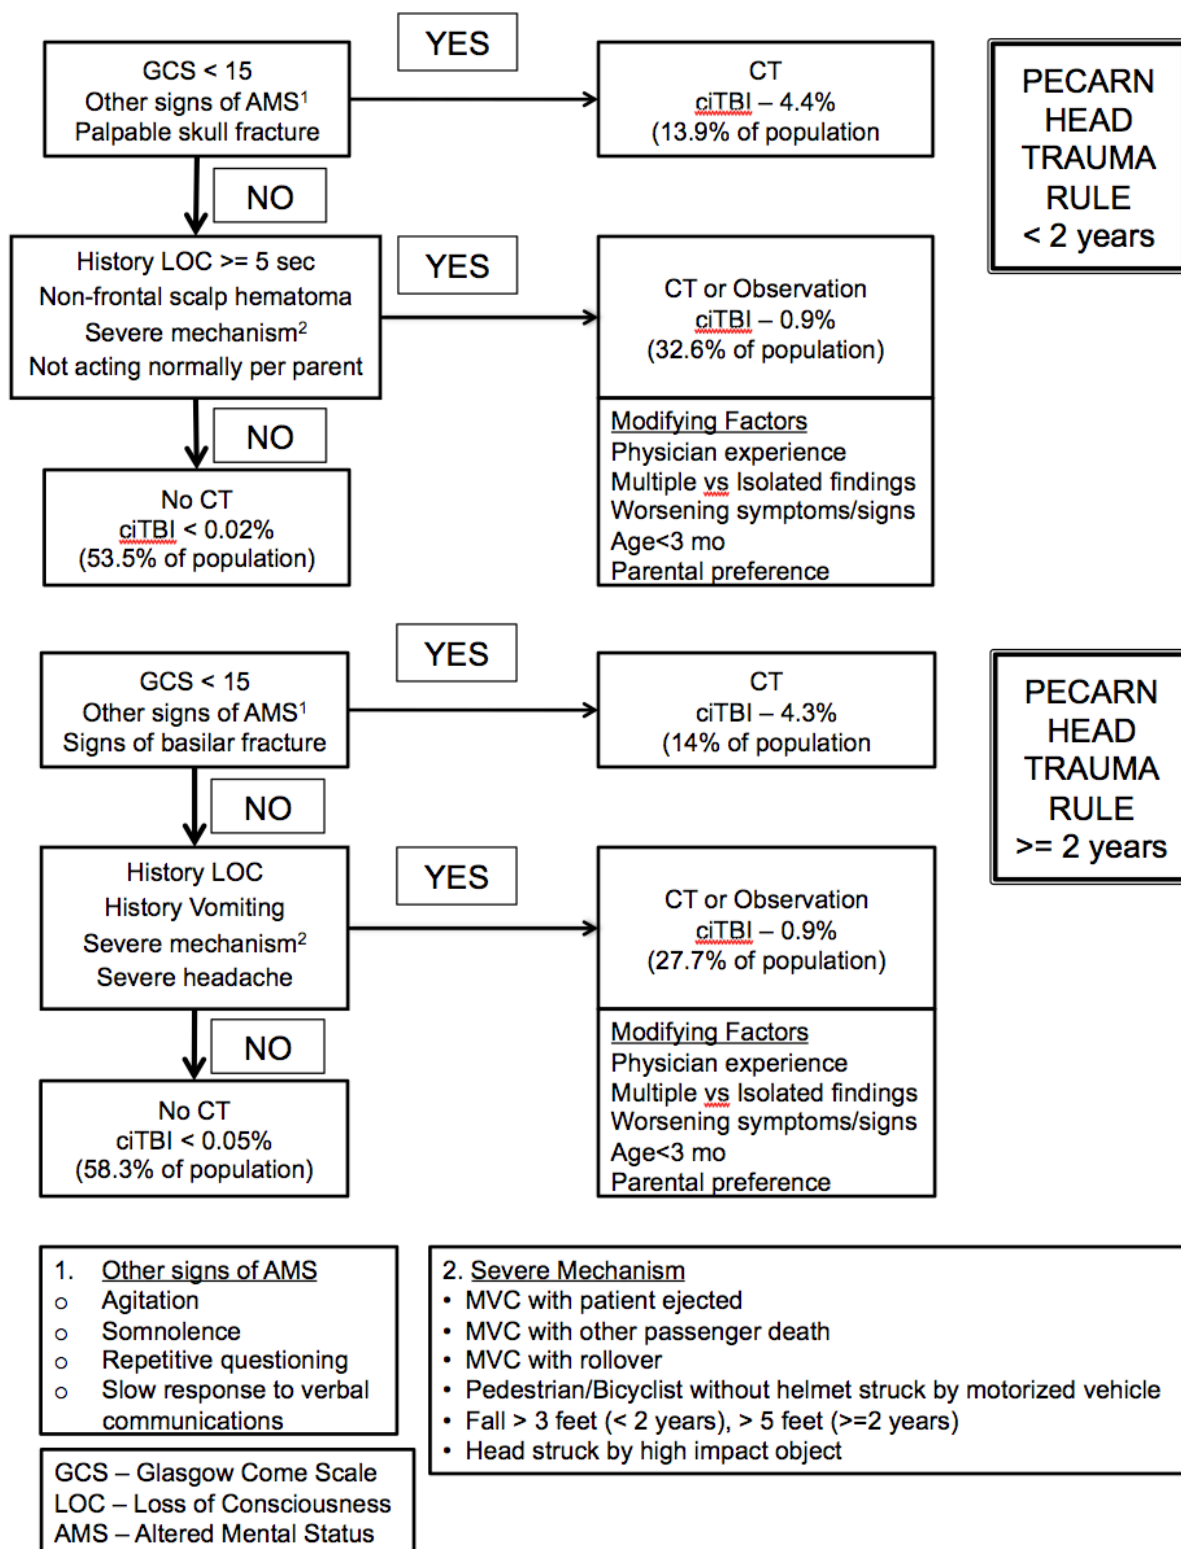 YES
GCS < 15
Other signs of AMS¹
Palpable skull fracture
CT
ciTBI – 4.4%
(13.9% of population
PECARN
HEAD
TRAUMA
RULE
< 2 years
NO
History LOC >= 5 sec
Non-frontal scalp hematoma
Severe mechanism²
Not acting normally per parent
YES
CT or Observation
ciTBI – 0.9%
(32.6% of population)
Modifying Factors
Physician experience
Multiple vs Isolated findings
Worsening symptoms/signs
Age<3 mo
Parental preference
NO
No CT
ciTBI < 0.02%
(53.5% of population)
YES
GCS < 15
Other signs of AMS¹
Signs of basilar fracture
CT
ciTBI – 4.3%
(14% of population
PECARN
HEAD
TRAUMA
RULE
>= 2 years
NO
History LOC
History Vomiting
Severe mechanism²
Severe headache
YES
CT or Observation
ciTBI – 0.9%
(27.7% of population)
Modifying Factors
Physician experience
Multiple vs Isolated findings
Worsening symptoms/signs
Age<3 mo
Parental preference
NO
No CT
ciTBI < 0.05%
(58.3% of population)
1. Other signs of AMS
o Agitation
o Somnolence
o Repetitive questioning
o Slow response to verbal
communications
2. Severe Mechanism
• MVC with patient ejected
• MVC with other passenger death
• MVC with rollover
• Pedestrian/Bicyclist without helmet struck by motorized vehicle
• Fall > 3 feet (< 2 years), > 5 feet (>=2 years)
• Head struck by high impact object
GCS – Glasgow Come Scale
LOC – Loss of Consciousness
AMS – Altered Mental Status